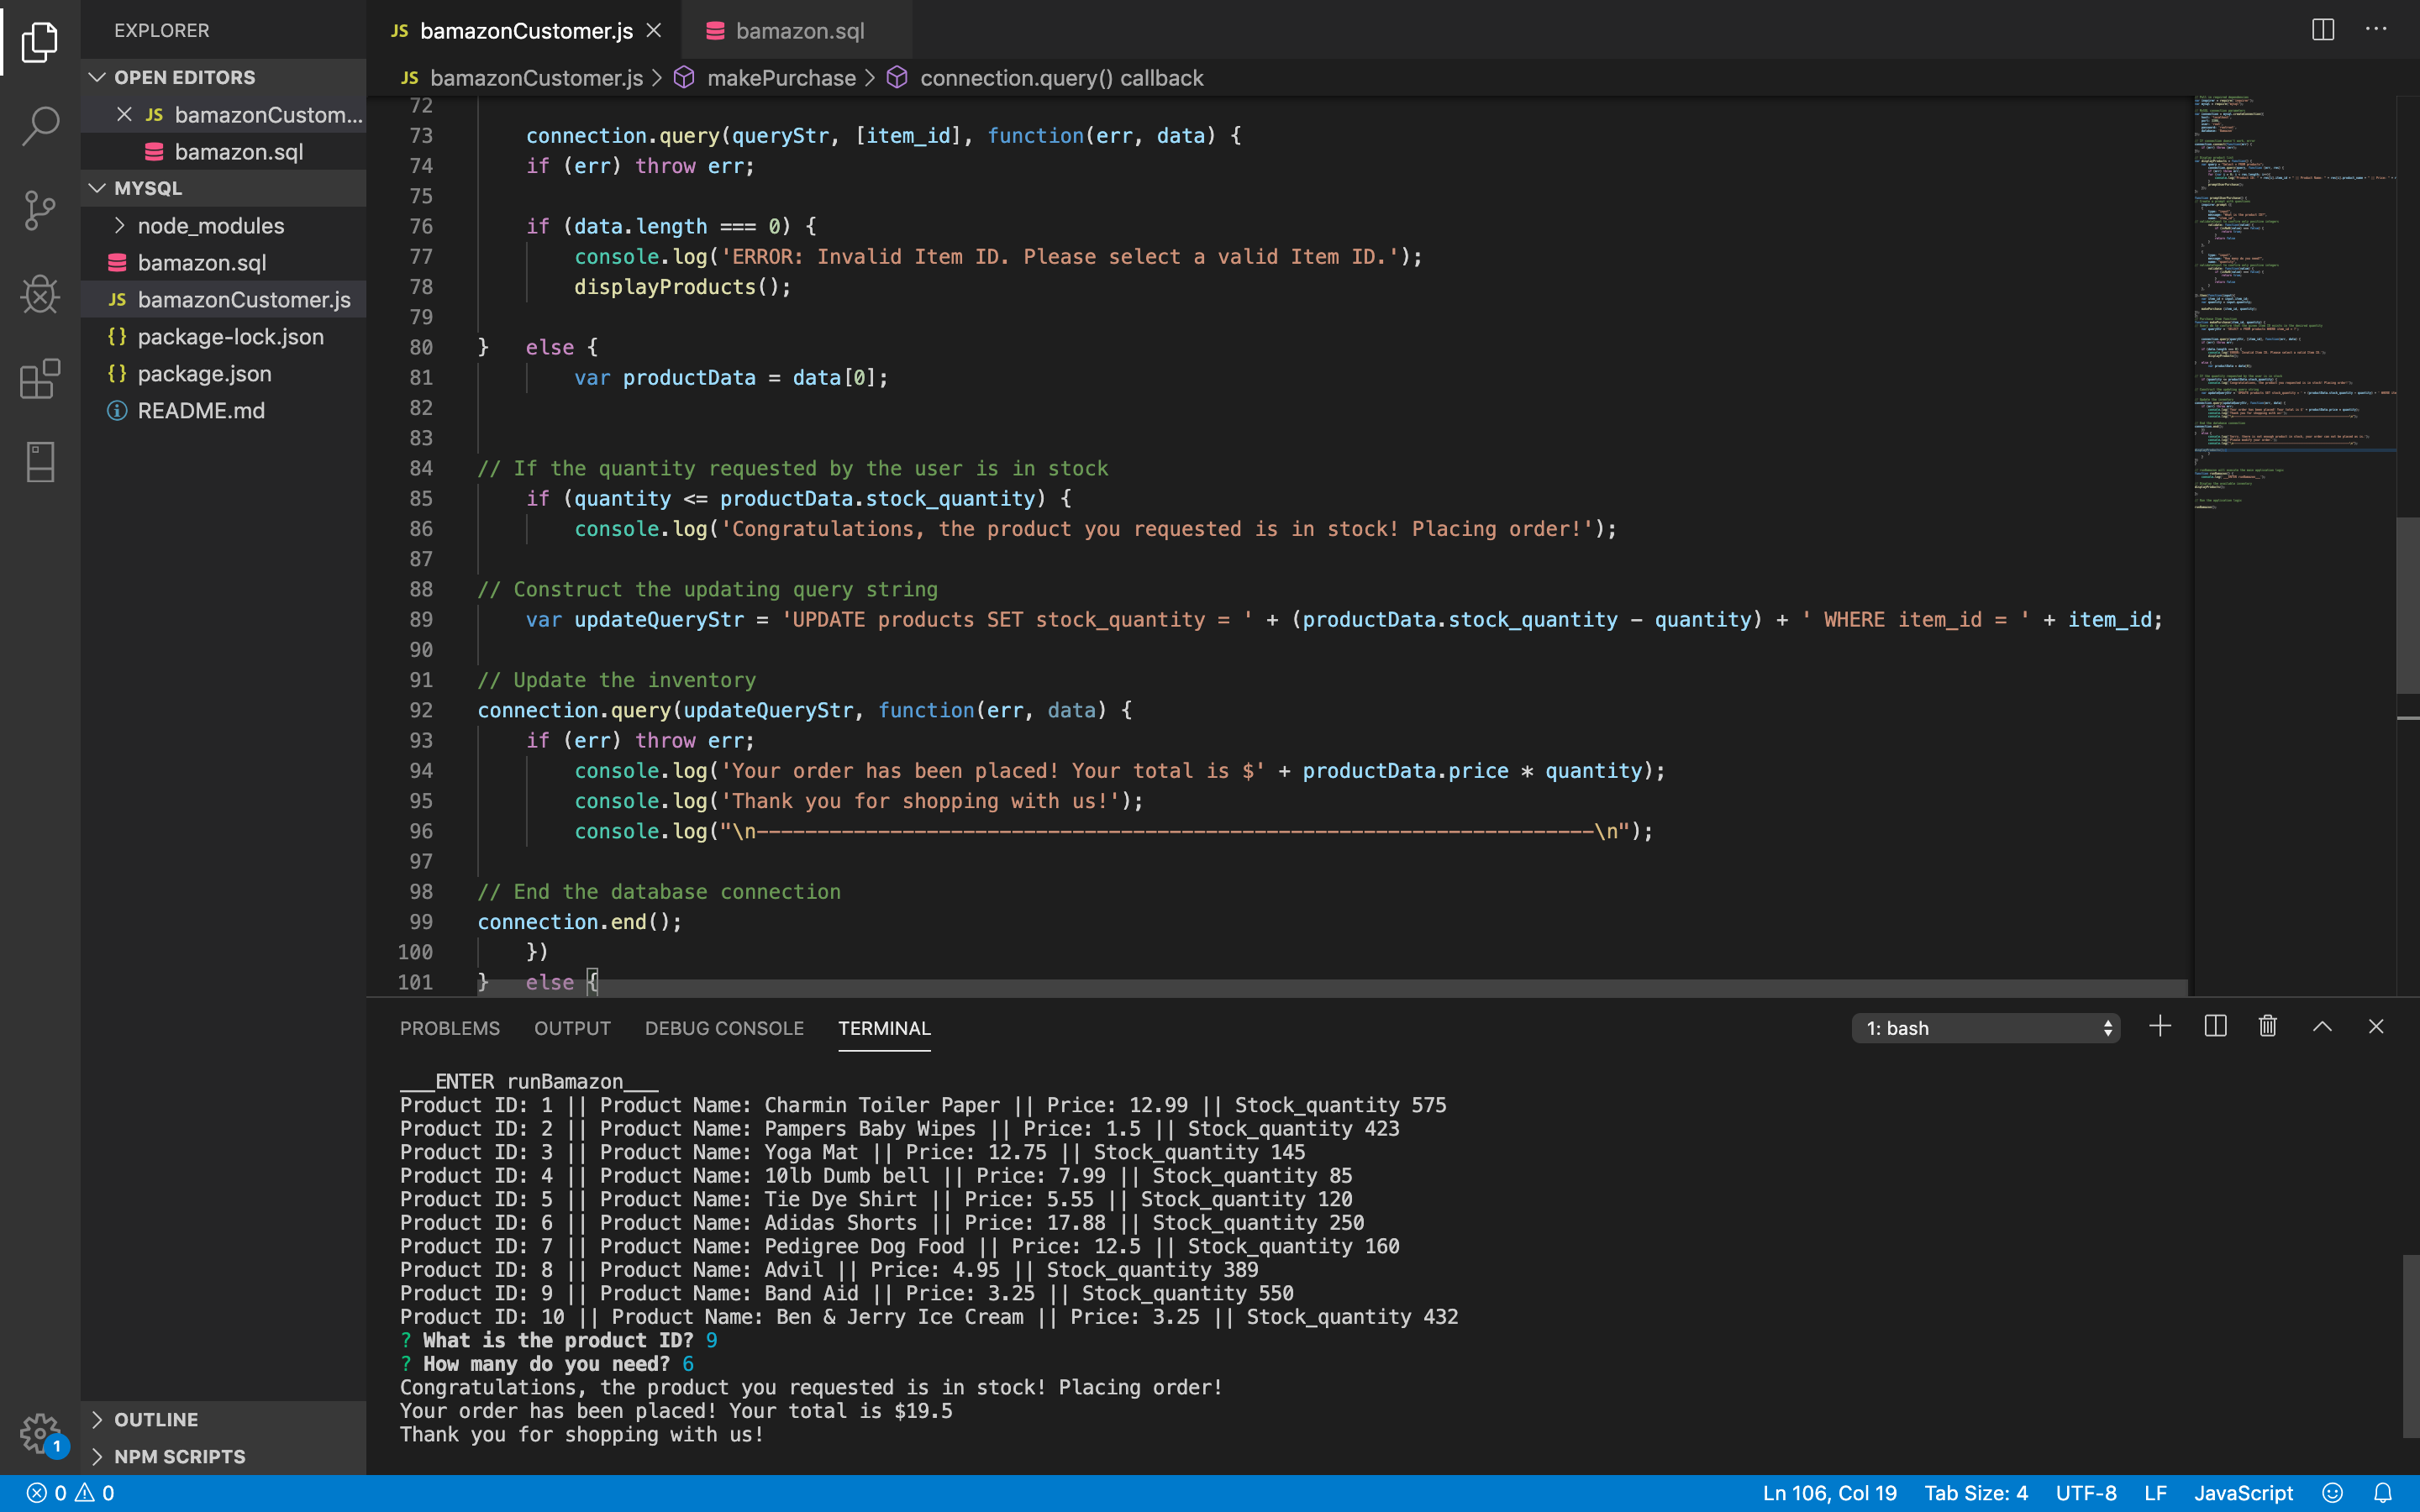 EXPLORER
OPEN EDITORS
JS bamazonCustom...
bamazon.sql
MYSQL
node_modules
bamazon.sql
JS bamazonCustomer.js
{} package-lock.json
{} package.json
README.md
OUTLINE
NPM SCRIPTS
1
JS bamazonCustomer.js
bamazon.sql
JS bamazonCustomer.js > makePurchase > connection.query() callback
72
73 connection.query(queryStr, [item_id], function(err, data) {
74 if (err) throw err;
75
76 if (data.length === 0) {
77 console.log('ERROR: Invalid Item ID. Please select a valid Item ID.');
78 displayProducts();
79
80 } else {
81 var productData = data[0];
82
83
84 // If the quantity requested by the user is in stock
85 if (quantity <= productData.stock_quantity) {
86 console.log('Congratulations, the product you requested is in stock! Placing order!');
87
88 // Construct the updating query string
89 var updateQueryStr = 'UPDATE products SET stock_quantity = ' + (productData.stock_quantity - quantity) + ' WHERE item_id = ' + item_id;
90
91 // Update the inventory
92 connection.query(updateQueryStr, function(err, data) {
93 if (err) throw err;
94 console.log('Your order has been placed! Your total is $' + productData.price * quantity);
95 console.log('Thank you for shopping with us!');
96 console.log("\n---------------------------------------------------------------------\n");
97
98 // End the database connection
99 connection.end();
100 })
101 } else {
PROBLEMS OUTPUT DEBUG CONSOLE TERMINAL
1: bash
___ENTER runBamazon___
Product ID: 1 || Product Name: Charmin Toiler Paper || Price: 12.99 || Stock_quantity 575
Product ID: 2 || Product Name: Pampers Baby Wipes || Price: 1.5 || Stock_quantity 423
Product ID: 3 || Product Name: Yoga Mat || Price: 12.75 || Stock_quantity 145
Product ID: 4 || Product Name: 10lb Dumb bell || Price: 7.99 || Stock_quantity 85
Product ID: 5 || Product Name: Tie Dye Shirt || Price: 5.55 || Stock_quantity 120
Product ID: 6 || Product Name: Adidas Shorts || Price: 17.88 || Stock_quantity 250
Product ID: 7 || Product Name: Pedigree Dog Food || Price: 12.5 || Stock_quantity 160
Product ID: 8 || Product Name: Advil || Price: 4.95 || Stock_quantity 389
Product ID: 9 || Product Name: Band Aid || Price: 3.25 || Stock_quantity 550
Product ID: 10 || Product Name: Ben & Jerry Ice Cream || Price: 3.25 || Stock_quantity 432
? What is the product ID? 9
? How many do you need? 6
Congratulations, the product you requested is in stock! Placing order!
Your order has been placed! Your total is $19.5
Thank you for shopping with us!
0 0
Ln 106, Col 19 Tab Size: 4 UTF-8 LF JavaScript